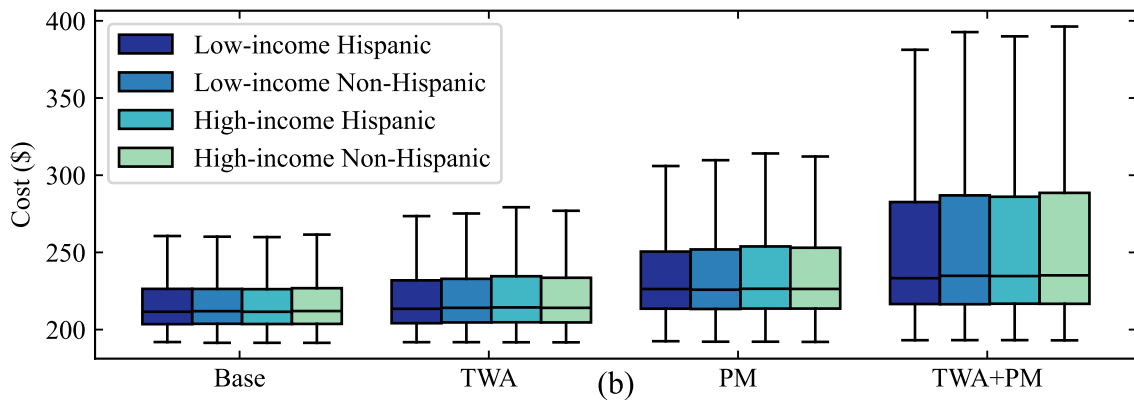 400
350
300
250
200
Cost ($)
Low-income Hispanic
Low-income Non-Hispanic
High-income Hispanic
High-income Non-Hispanic
Base
TWA
PM
TWA+PM
(b)